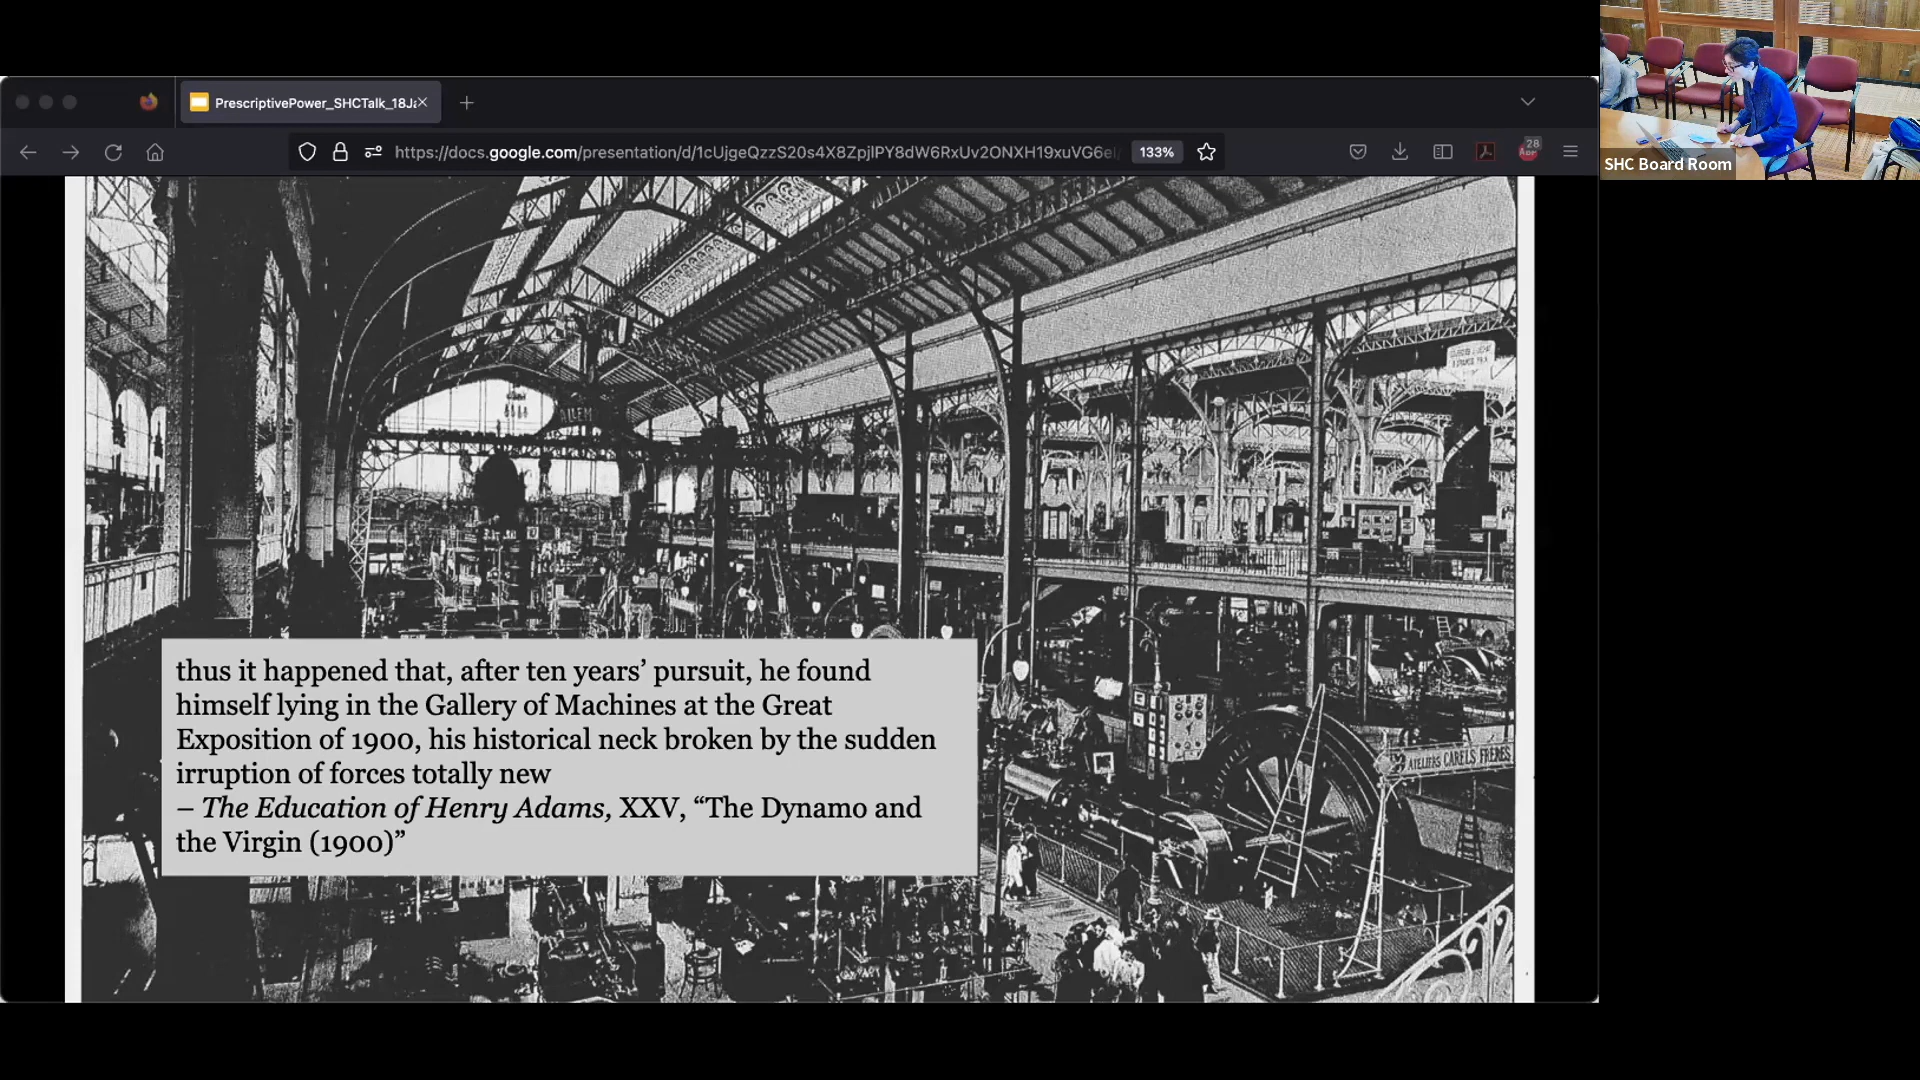 PrescriptivePower_SHCTalk_18Ja
https://docs.google.com/presentation/d/1cUjgeQzzS20s4X8ZpjlPY8dW6RxUv2ONXH19xuVG6el
133%
28
SHC Board Room
thus it happened that, after ten years’ pursuit, he found
himself lying in the Gallery of Machines at the Great
Exposition of 1900, his historical neck broken by the sudden
irruption of forces totally new
– The Education of Henry Adams, XXV, “The Dynamo and
the Virgin (1900)”
ATELIERS CARELS FRERES